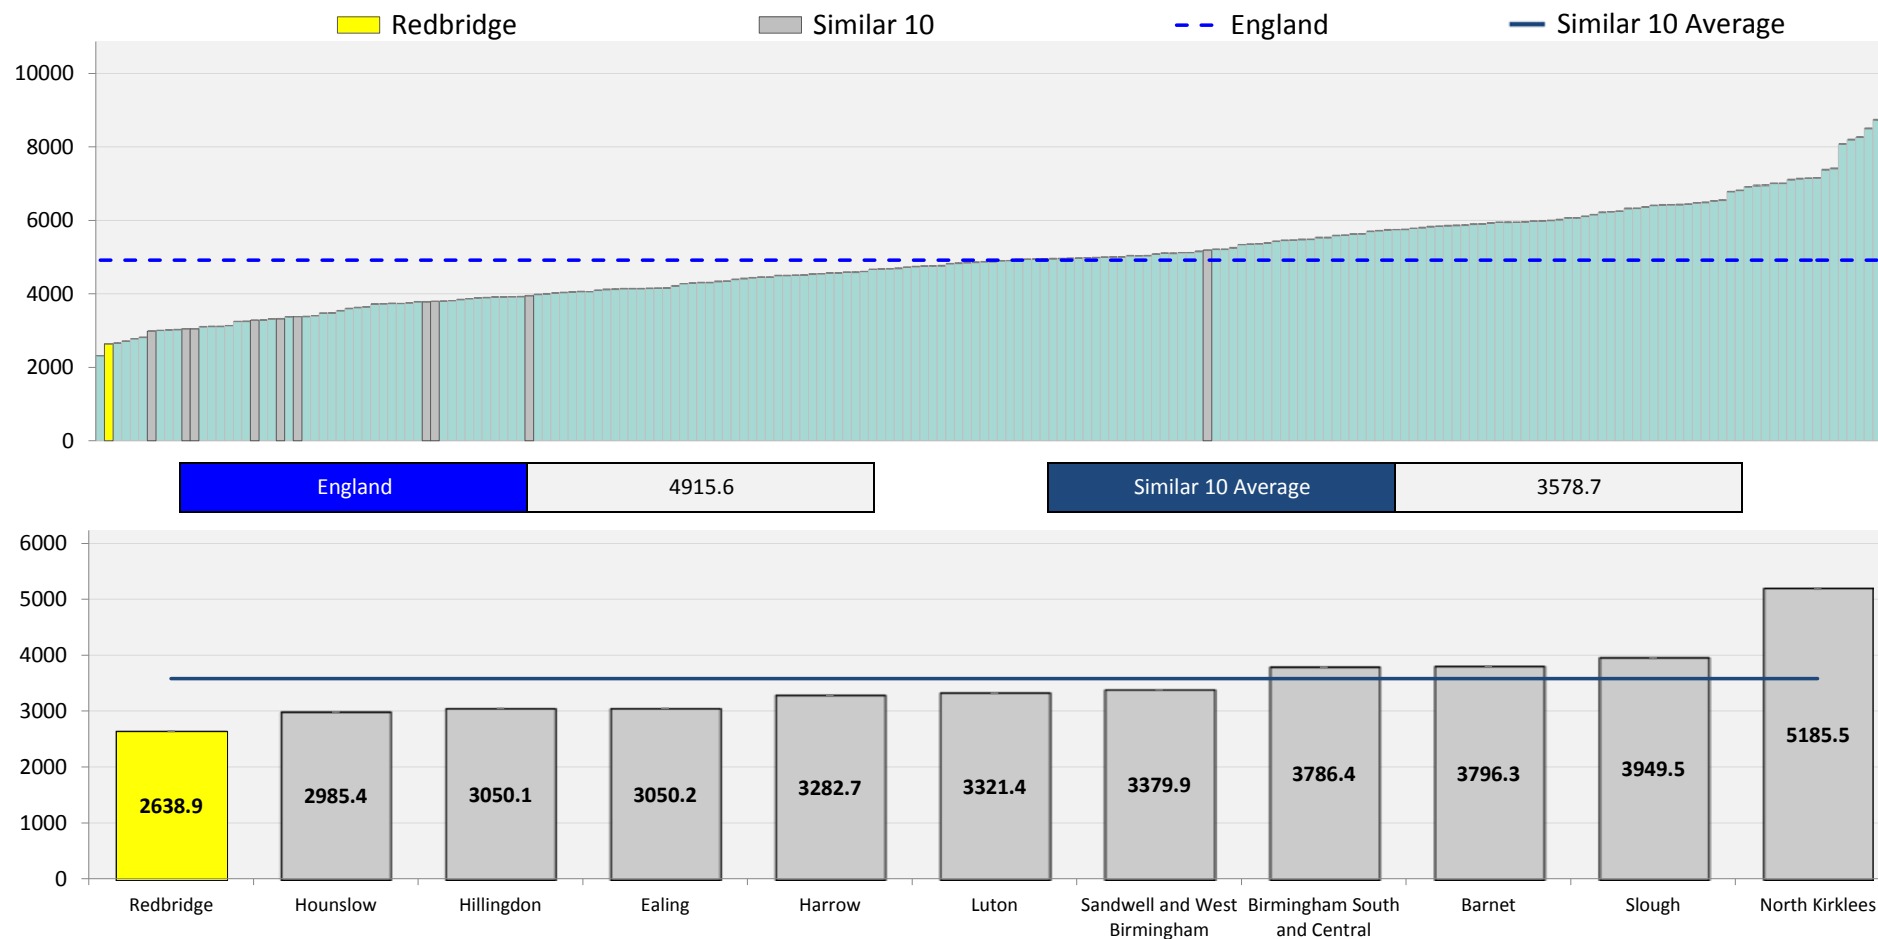 Redbridge
Similar 10
England
Similar 10 Average
10000
8000
6000
4000
2000
0
England
4915.6
Similar 10 Average
3578.7
6000
5000
4000
3000
2000
1000
0
2638.9
2985.4
3050.1
3050.2
3282.7
3321.4
3379.9
3786.4
3796.3
3949.5
5185.5
Redbridge
Hounslow
Hillingdon
Ealing
Harrow
Luton
Sandwell and West
Birmingham
Birmingham South
and Central
Barnet
Slough
North Kirklees